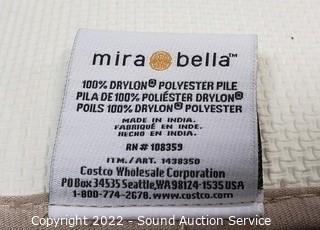 mira bella™
100% DRYLON® POLYESTER PILE
PILA DE 100% POLIÉSTER DRYLON®
POILS 100% DRYLON® POLYESTER
MADE IN INDIA.
FABRIQUÉ EN INDE.
HECHO EN INDIA.
RN # 108359
ITM./ART. 1438350
Costco Wholesale Corporation
PO Box 34535 Seattle,WA98124-1535 USA
1-800-774-2678. www.costco.com
Copyright 2022 - Sound Auction Service